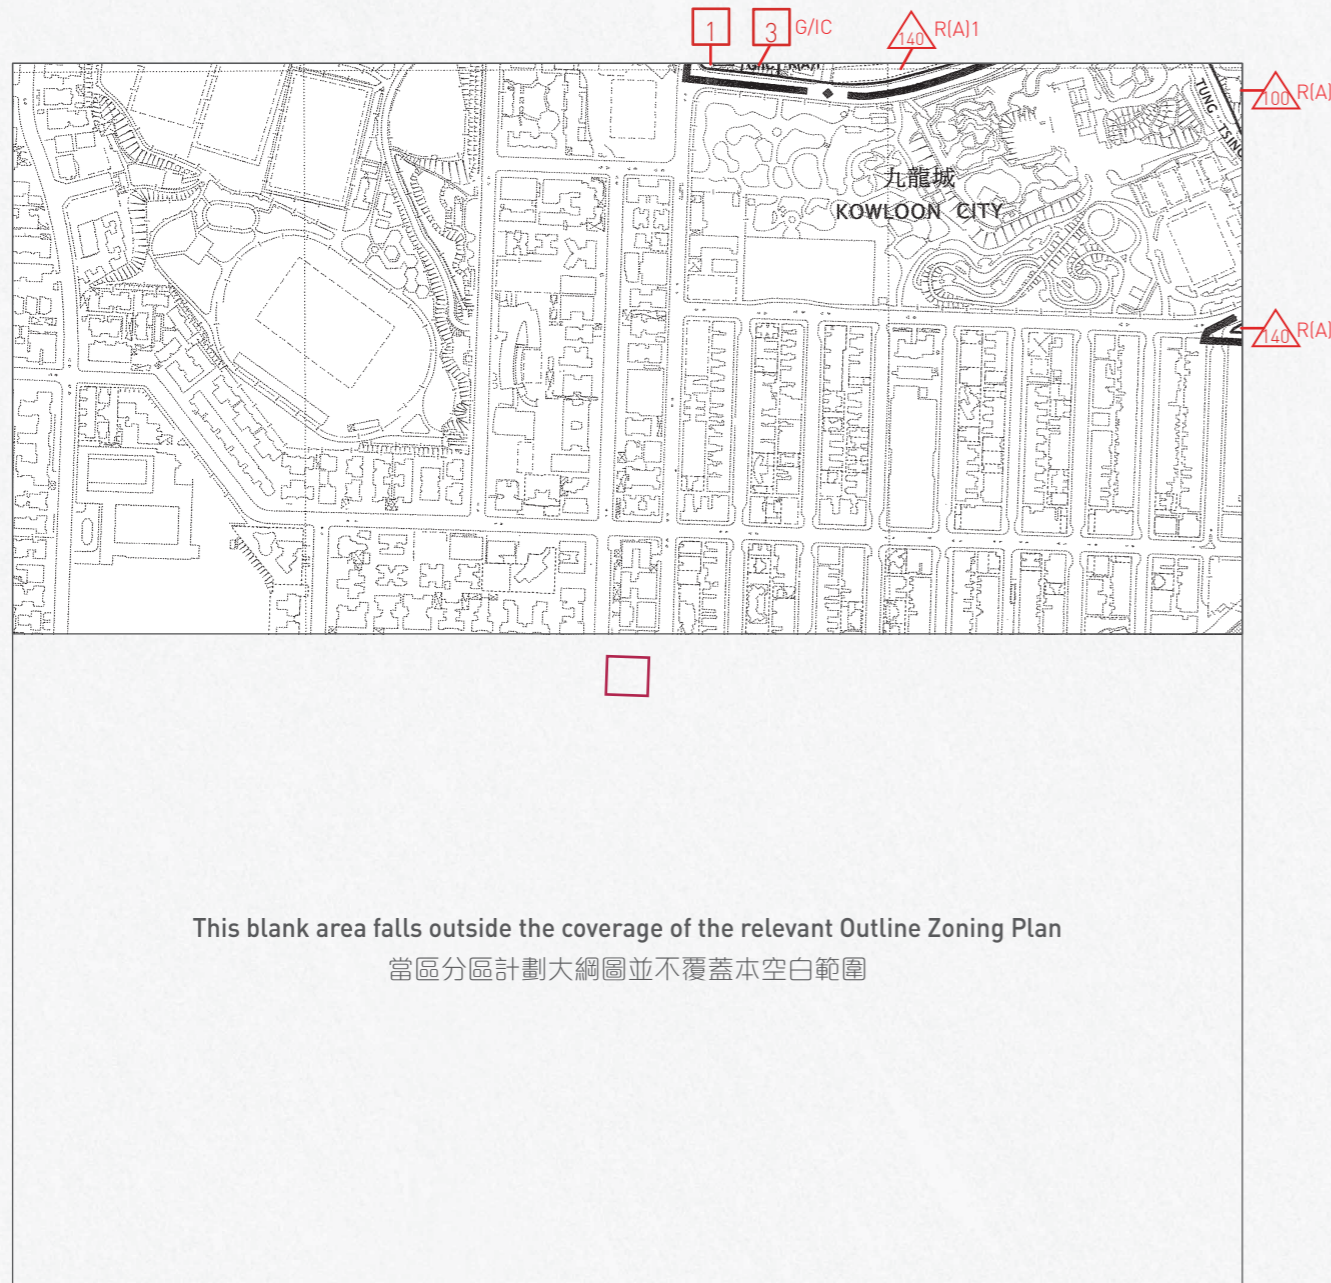 1
3 G/IC
140 R(A)1
100 R(A)
TUNG TSING
九龍城
KOWLOON CITY
140 R(A)
This blank area falls outside the coverage of the relevant Outline Zoning Plan
當區分區計劃大綱圖並不覆蓋本空白範圍